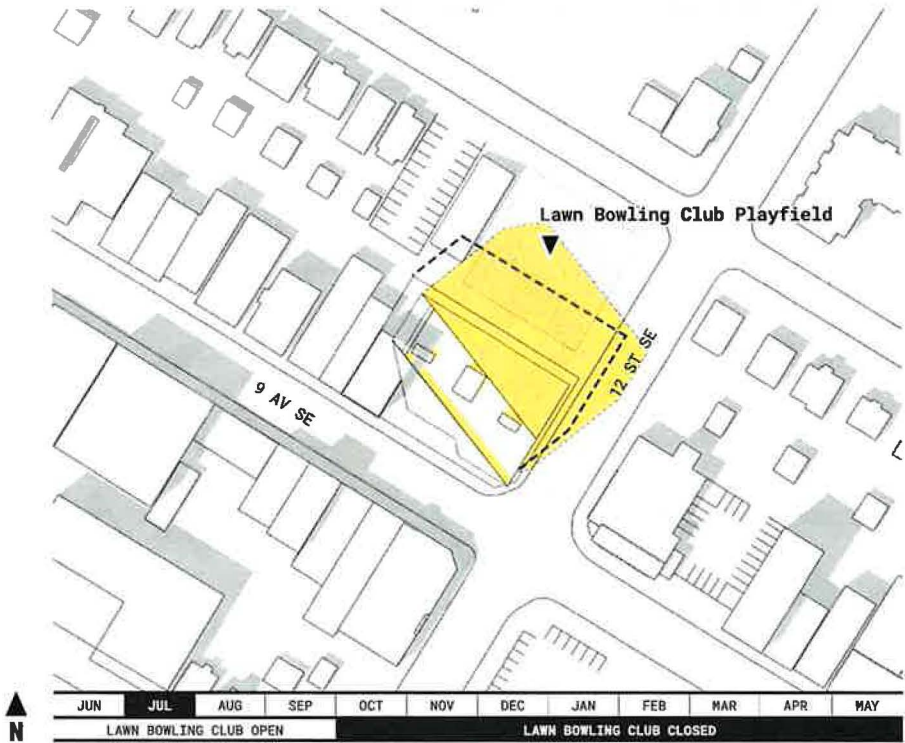 Lawn Bowling Club Playfield
12 ST SE
9 AV SE
JUN JUL AUG SEP OCT NOV DEC JAN FEB MAR APR MAY
N
LAWN BOWLING CLUB OPEN LAWN BOWLING CLUB CLOSED